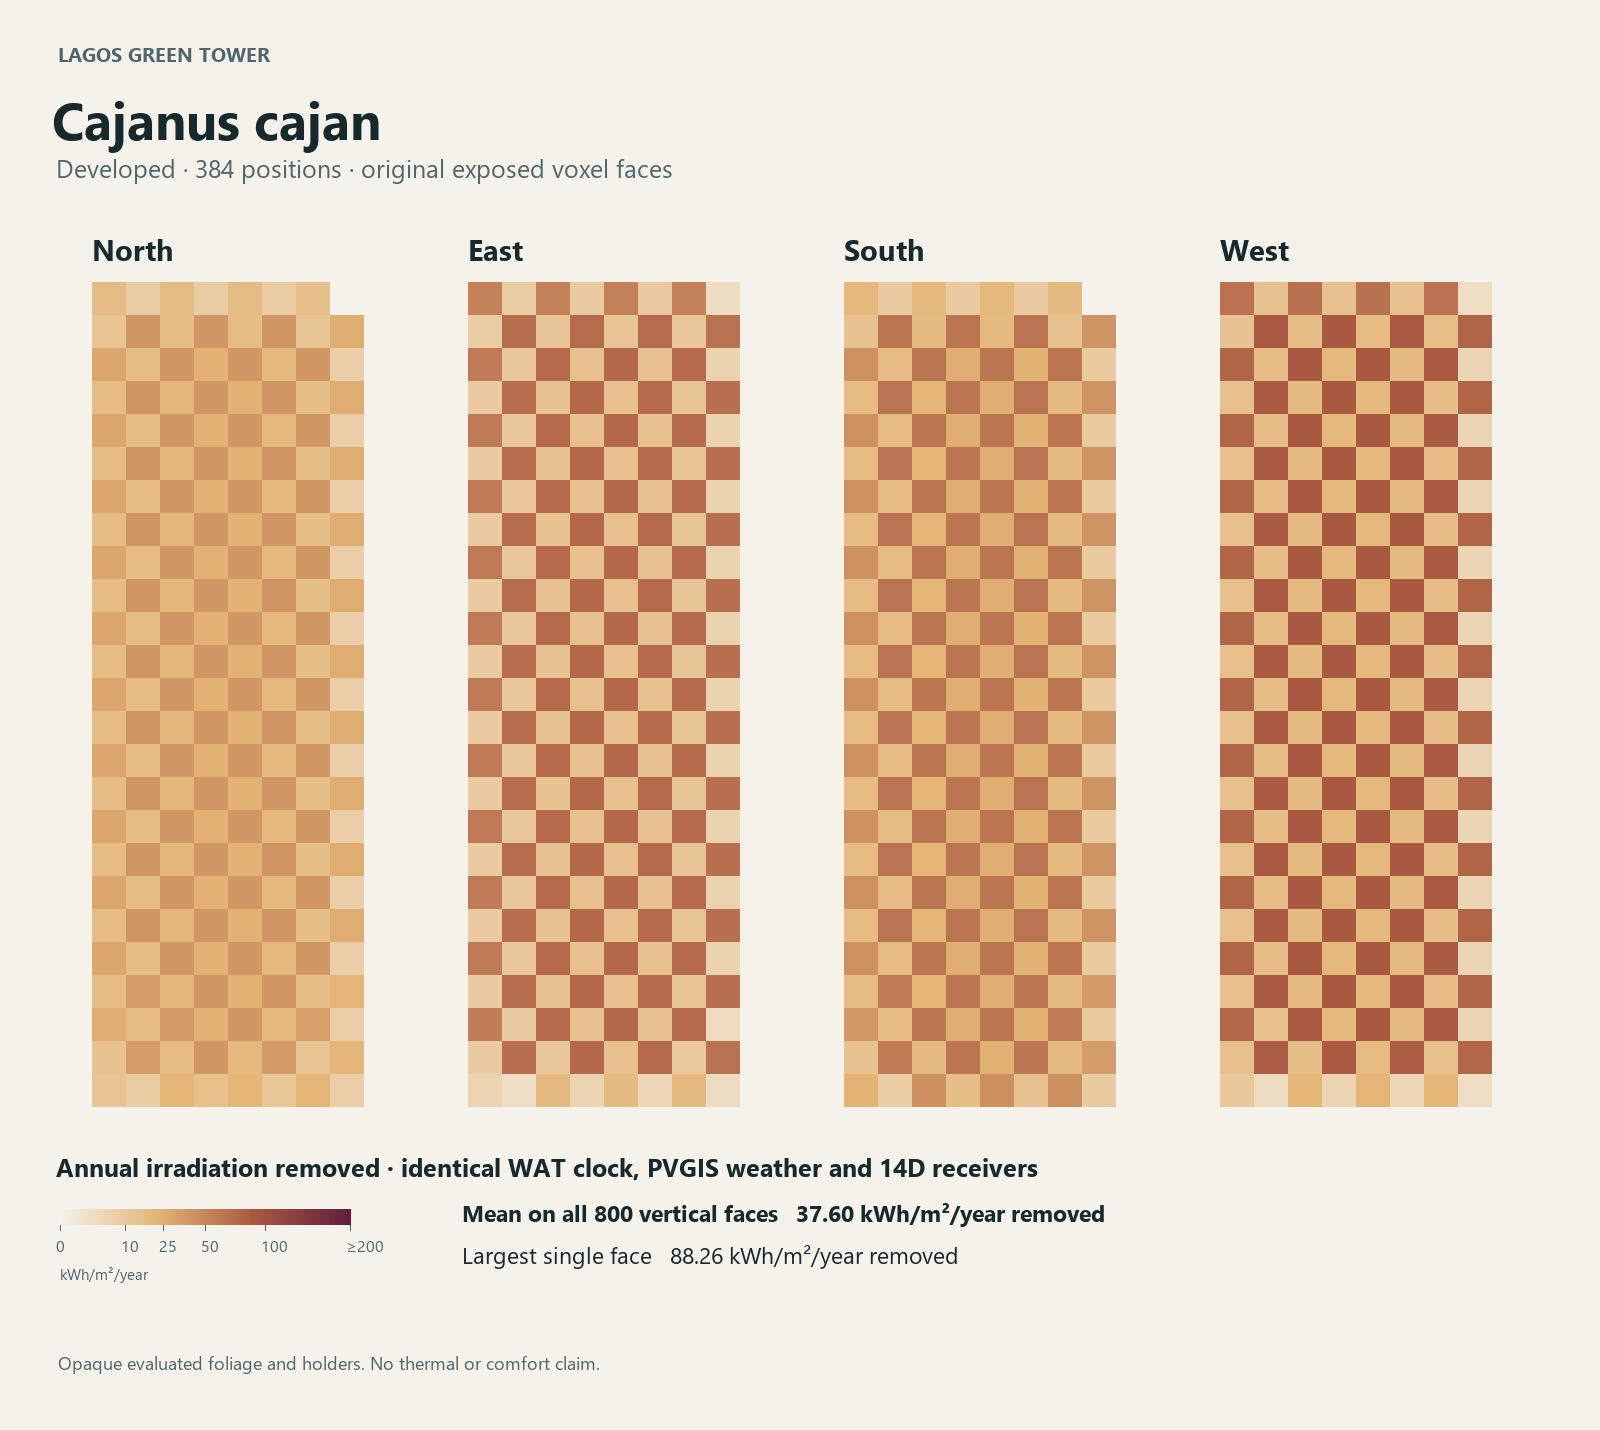 LAGOS GREEN TOWER
Cajanus cajan
Developed · 384 positions · original exposed voxel faces
North East South West
Annual irradiation removed · identical WAT clock, PVGIS weather and 14D receivers
Mean on all 800 vertical faces 37.60 kWh/m²/year removed
0 10 25 50 100 ≥200
Largest single face 88.26 kWh/m²/year removed
kWh/m²/year
Opaque evaluated foliage and holders. No thermal or comfort claim.